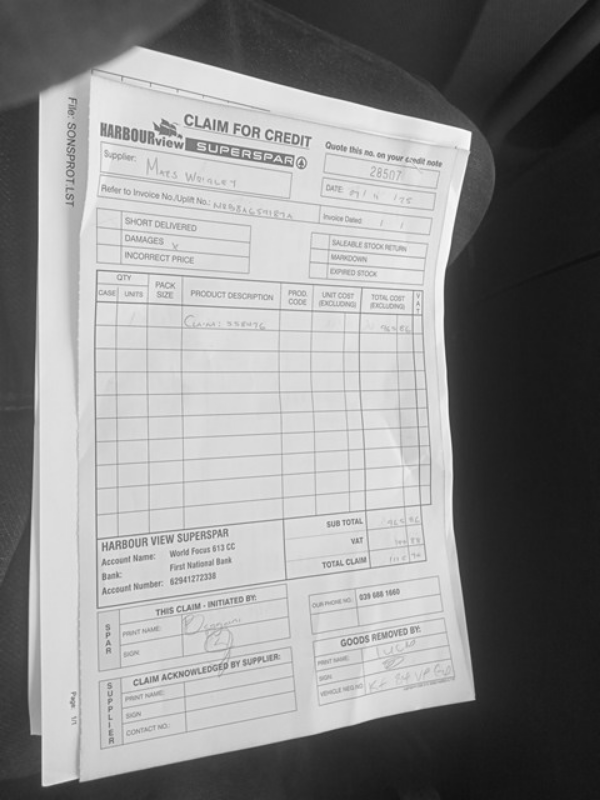 File: SONSPROT.LST
CLAIM FOR CREDIT
HARBOURview SUPERSPAR
Quote this no. on your credit note
28507
Supplier: MARS WRIGLEY
DATE:
Refer to Invoice No./Uplift No.:
Invoice Dated: / /
SHORT DELIVERED
DAMAGES
INCORRECT PRICE
SALEABLE STOCK RETURN
MARKDOWN
EXPIRED STOCK
QTY
CASE UNITS PACK SIZE PRODUCT DESCRIPTION PROD. CODE UNIT COST (EXCLUDING) TOTAL COST (EXCLUDING) VAT
1 Claim:
HARBOUR VIEW SUPERSPAR
Account Name: World Focus 613 CC
Bank: First National Bank
Account Number: 62941272338
SUB TOTAL
VAT
TOTAL CLAIM
THIS CLAIM - INITIATED BY:
SPAR
PRINT NAME:
SIGN:
OUR PHONE NO.: 039 688 1660
GOODS REMOVED BY:
PRINT NAME:
SIGN
VEHICLE REG NO
CLAIM ACKNOWLEDGED BY SUPPLIER:
SUPPLIER
PRINT NAME:
SIGN
CONTACT NO.:
Page 1/1